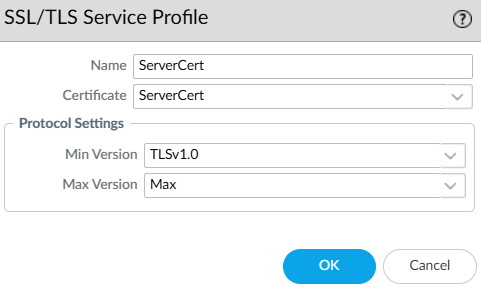 SSL/TLS Service Profile ?
Name ServerCert
Certificate ServerCert
Protocol Settings
Min Version TLSv1.0
Max Version Max
OK Cancel